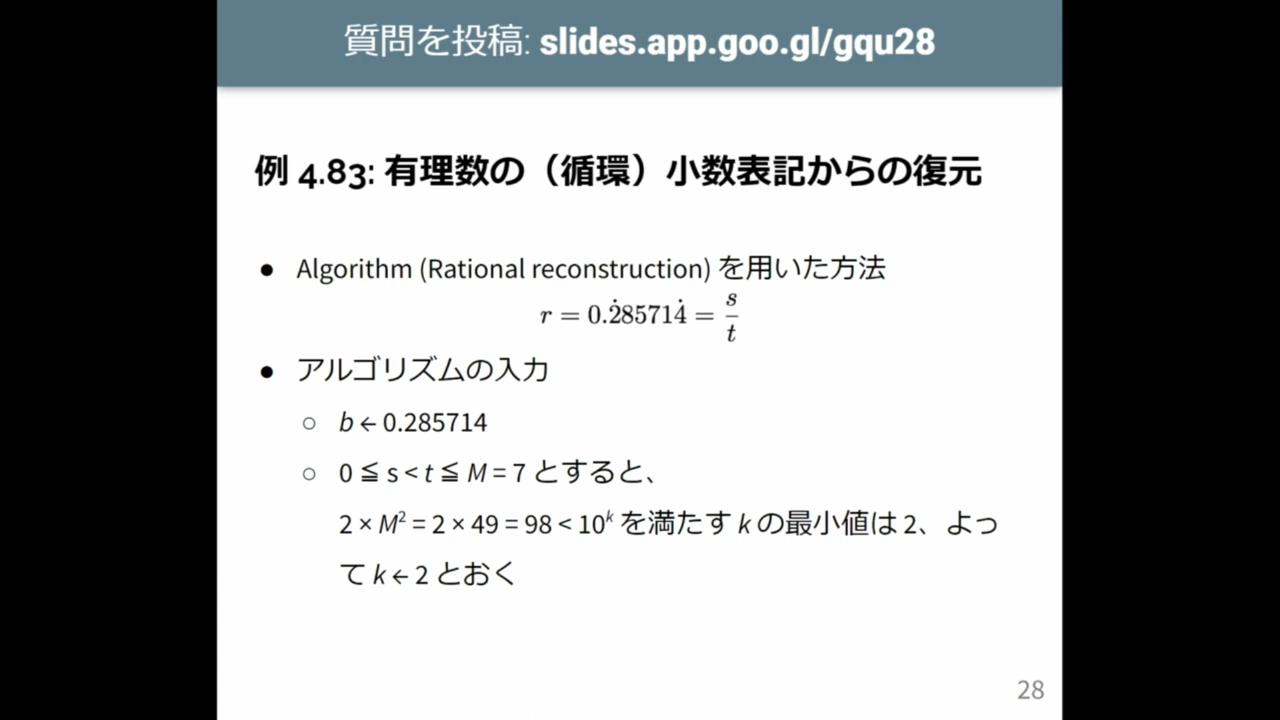 質問を投稿: slides.app.goo.gl/gqu28
例 4.83: 有理数の（循環）小数表記からの復元
● Algorithm (Rational reconstruction) を用いた方法
r = 0.2̇85714̇ = s/t
● アルゴリズムの入力
○ b ← 0.285714
○ 0 ≦ s < t ≦ M = 7 とすると、
2 × M² = 2 × 49 = 98 < 10ᵏ を満たす k の最小値は 2、よっ
て k ← 2 とおく
28